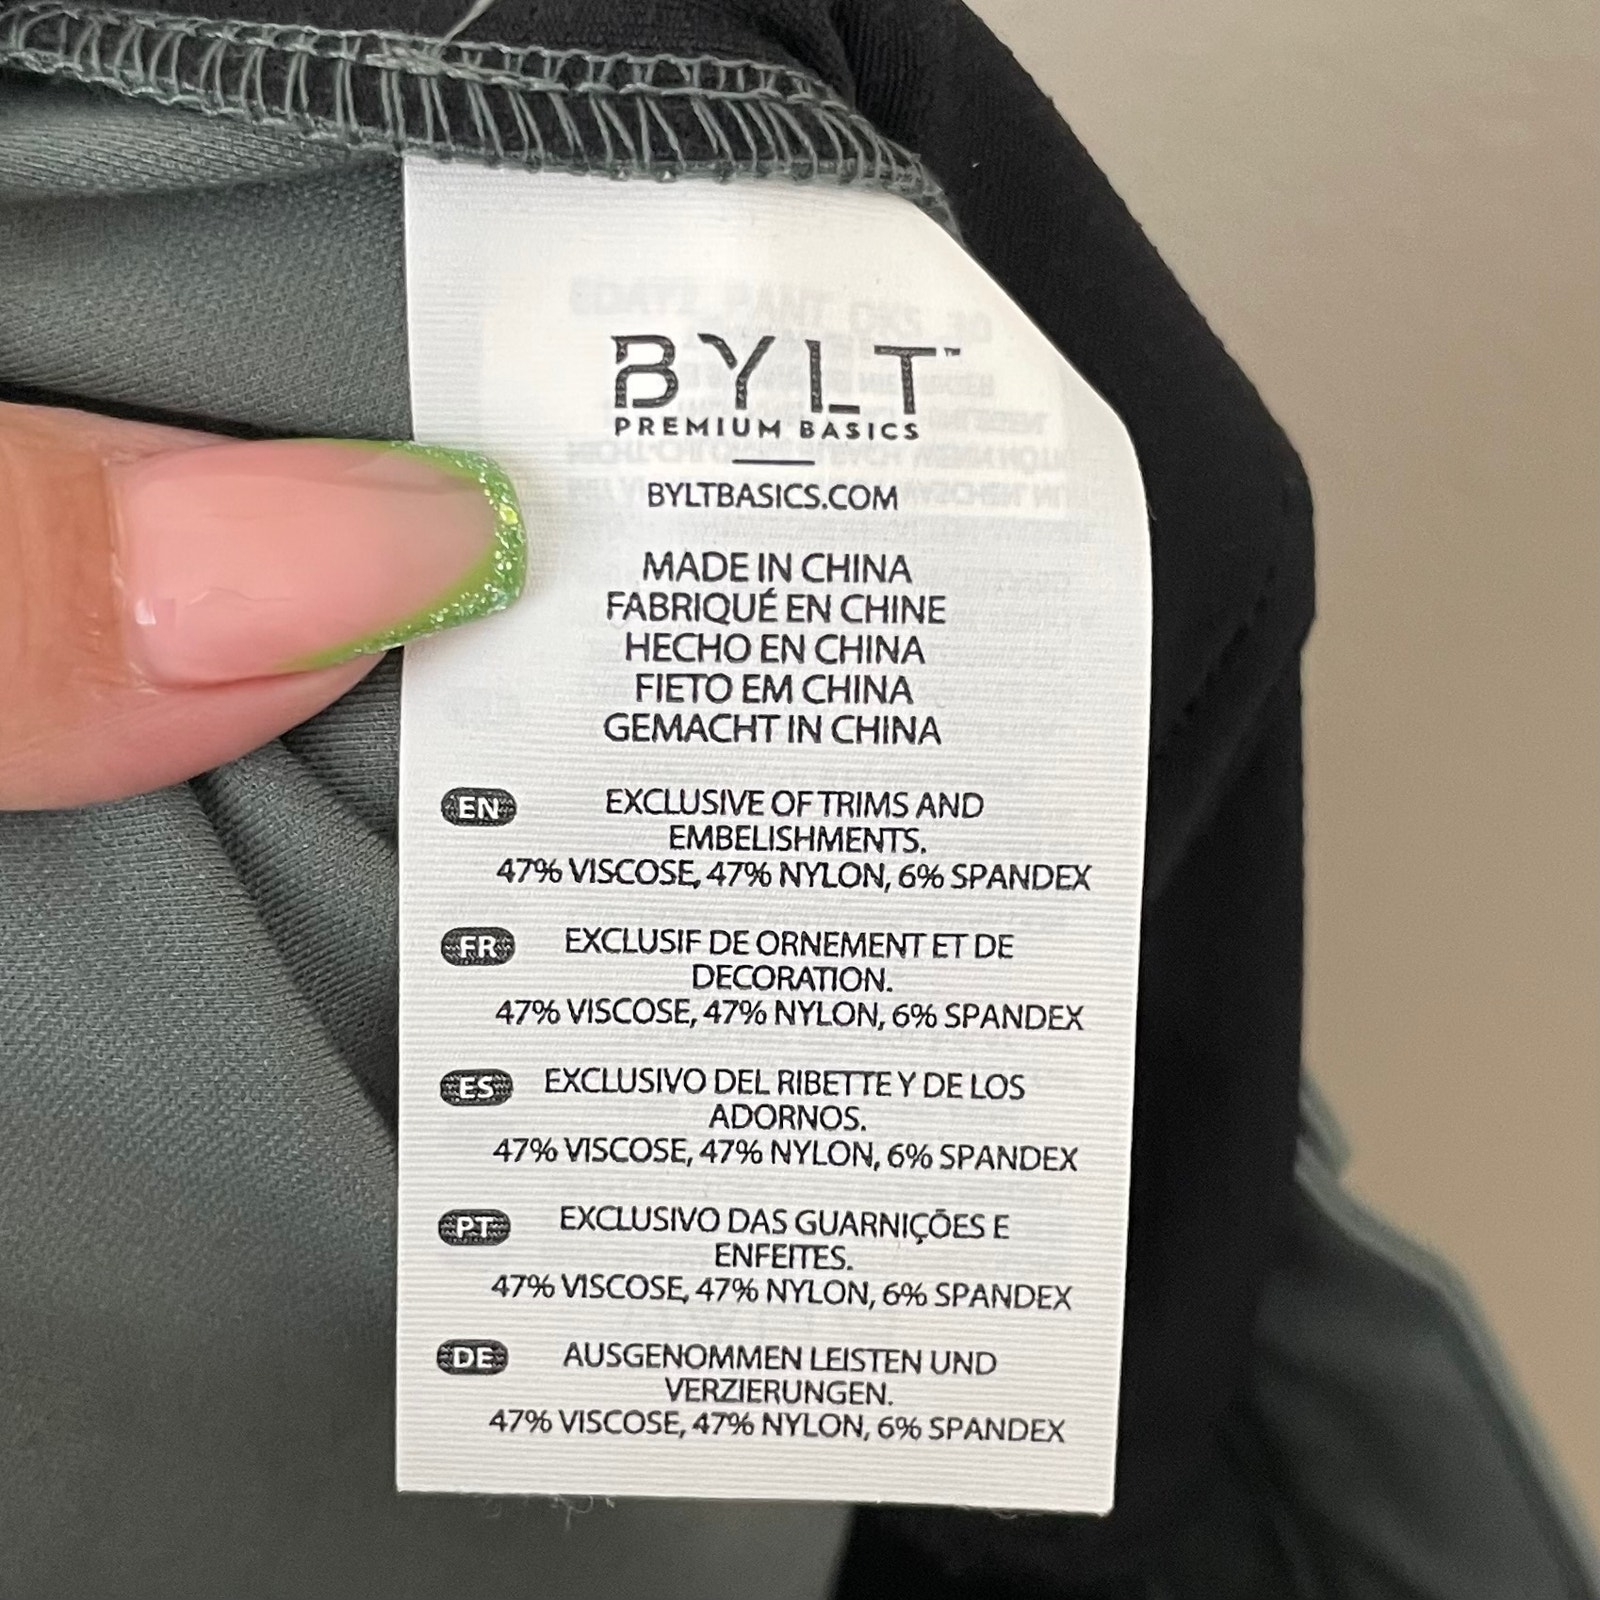 BYLT™
PREMIUM BASICS
BYLTBASICS.COM
MADE IN CHINA
FABRIQUÉ EN CHINE
HECHO EN CHINA
FIETO EM CHINA
GEMACHT IN CHINA
EN EXCLUSIVE OF TRIMS AND
EMBELISHMENTS.
47% VISCOSE, 47% NYLON, 6% SPANDEX
FR EXCLUSIF DE ORNEMENT ET DE
DECORATION.
47% VISCOSE, 47% NYLON, 6% SPANDEX
ES EXCLUSIVO DEL RIBETTE Y DE LOS
ADORNOS.
47% VISCOSE, 47% NYLON, 6% SPANDEX
PT EXCLUSIVO DAS GUARNIÇÕES E
ENFEITES.
47% VISCOSE, 47% NYLON, 6% SPANDEX
DE AUSGENOMMEN LEISTEN UND
VERZIERUNGEN.
47% VISCOSE, 47% NYLON, 6% SPANDEX